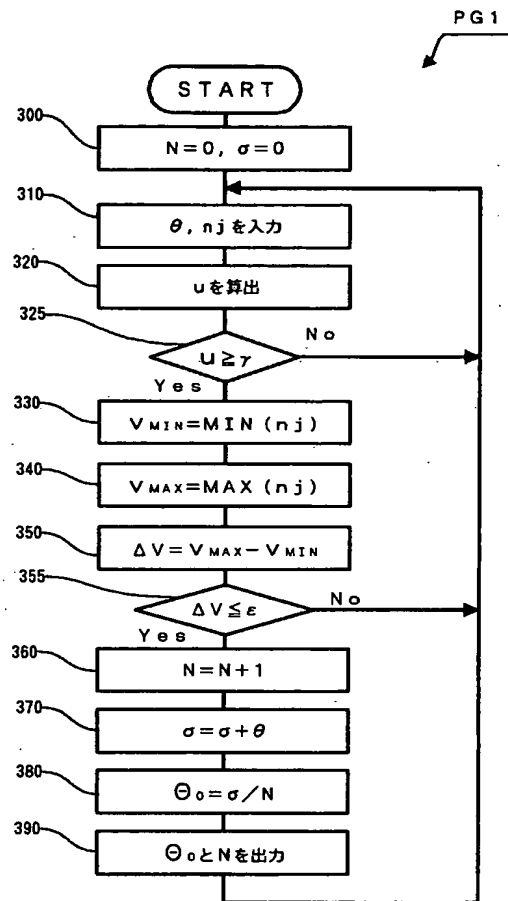 PG1
START
300
N=0, σ=0
310
θ, njを入力
320
uを算出
325
u≧γ
No
Yes
330
VMIN=MIN(nj)
340
VMAX=MAX(nj)
350
ΔV=VMAX−VMIN
355
ΔV≦ε
No
Yes
360
N=N+1
370
σ=σ+θ
380
Θ0=σ/N
390
Θ0とNを出力